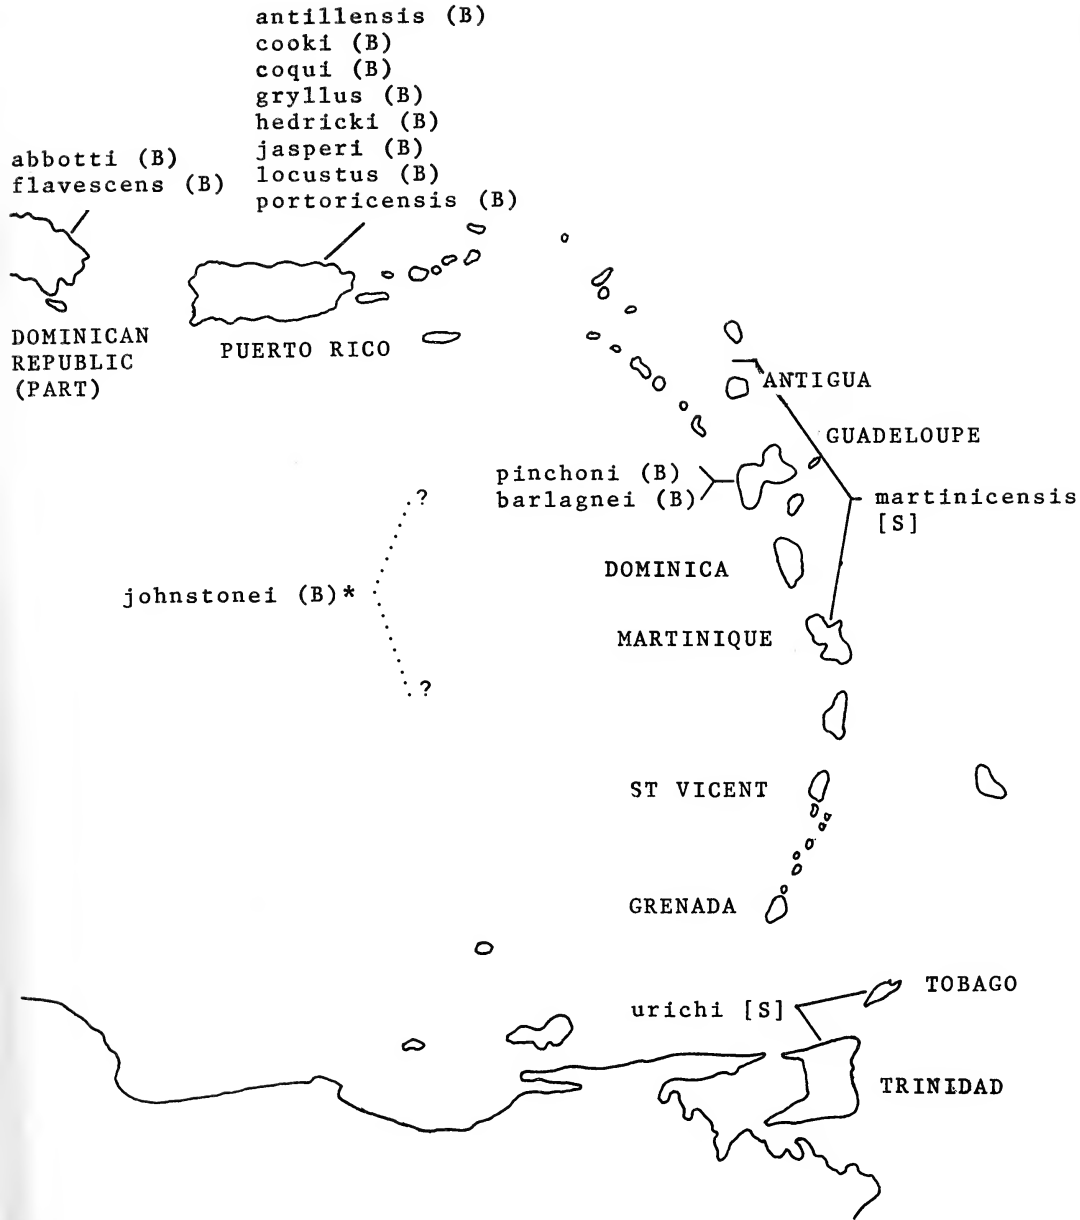 antillensis (B)
cooki (B)
coqui (B)
gryllus (B)
hedricki (B)
jasperi (B)
locustus (B)
portoricensis (B)
abbotti (B)
flavescens (B)
DOMINICAN
REPUBLIC
(PART)
PUERTO RICO
ANTIGUA
GUADELOUPE
pinchoni (B)
barlagnei (B)
martinicensis
[S]
?
DOMINICA
johnstonei (B)*
MARTINIQUE
?
ST VICENT
GRENADA
TOBAGO
urichi [S]
TRINIDAD